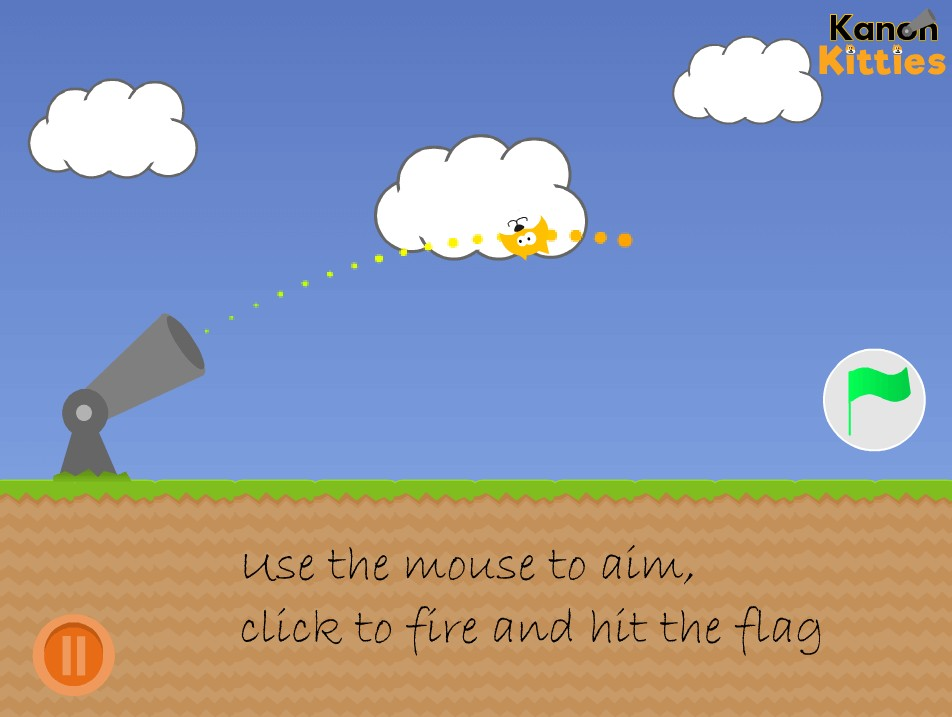 Kanon
Kitties
Use the mouse to aim,
click to fire and hit the flag